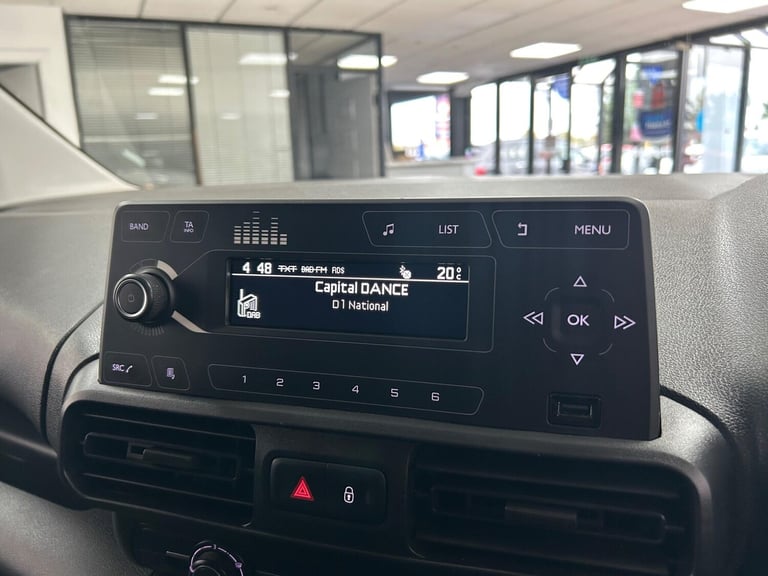 BAND
TA
INFO
LIST
MENU
4 48 TXT DAB-FM RDS 20°C
Capital DANCE
D1 National
DAB
OK
SRC
1 2 3 4 5 6